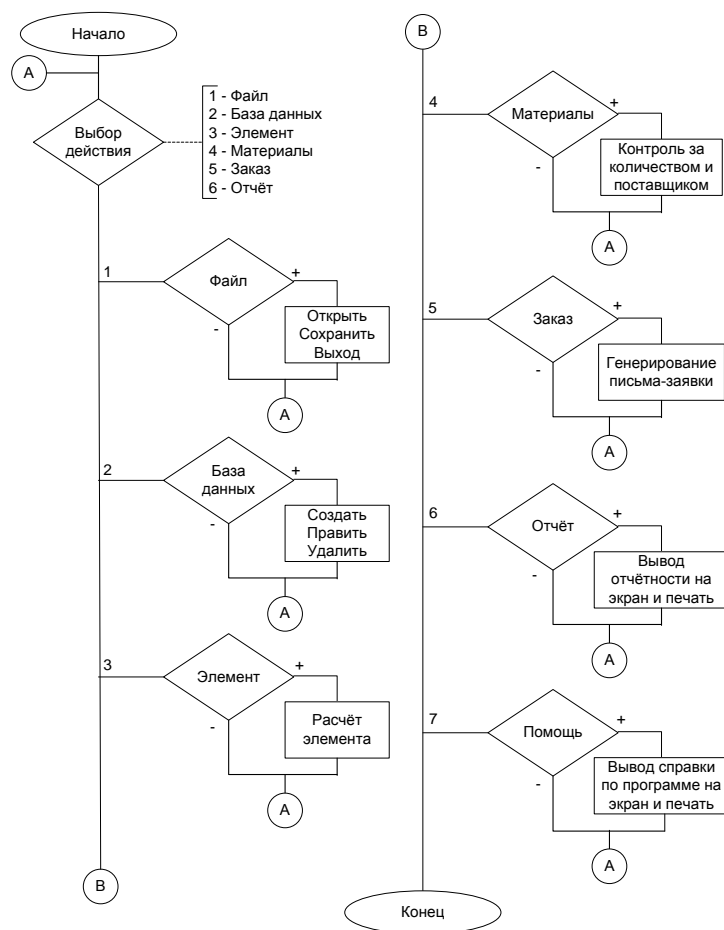 Начало
A
Выбор
действия
1 - Файл
2 - База данных
3 - Элемент
4 - Материалы
5 - Заказ
6 - Отчёт
1
Файл
+
-
Открыть
Сохранить
Выход
A
2
База
данных
+
-
Создать
Править
Удалить
A
3
Элемент
+
-
Расчёт
элемента
A
B
B
4
Материалы
+
-
Контроль за
количеством и
поставщиком
A
5
Заказ
+
-
Генерирование
письма-заявки
A
6
Отчёт
+
-
Вывод
отчётности на
экран и печать
A
7
Помощь
+
-
Вывод справки
по программе на
экран и печать
A
Конец